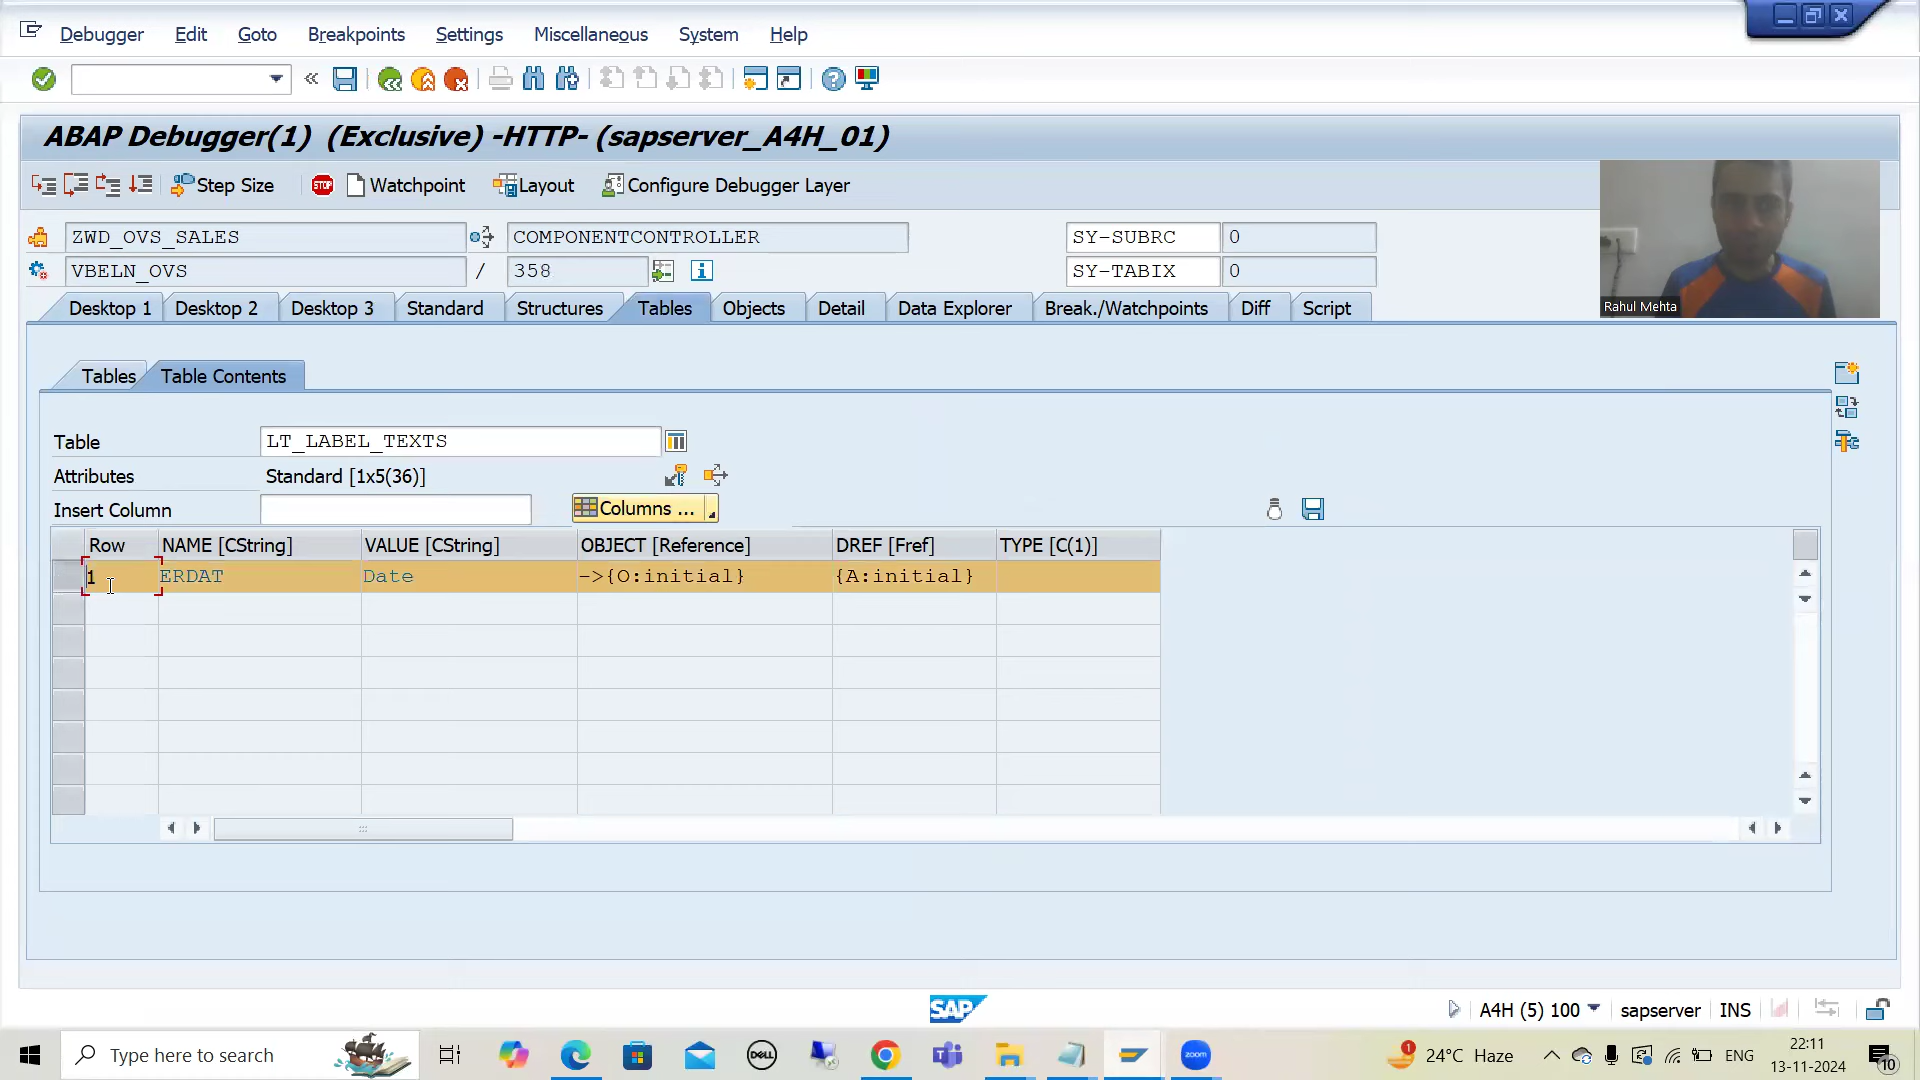 Debugger Edit Goto Breakpoints Settings Miscellaneous System Help
ABAP Debugger(1) (Exclusive) -HTTP- (sapserver_A4H_01)
Step Size STOP Watchpoint Layout Configure Debugger Layer
ZWD_OVS_SALES COMPONENTCONTROLLER SY-SUBRC 0
VBELN_OVS / 358 SY-TABIX 0
Rahul Mehta
Desktop 1 Desktop 2 Desktop 3 Standard Structures Tables Objects Detail Data Explorer Break./Watchpoints Diff Script
Tables Table Contents
Table LT_LABEL_TEXTS
Attributes Standard [1x5(36)]
Insert Column Columns ...
Row NAME [CString] VALUE [CString] OBJECT [Reference] DREF [Fref] TYPE [C(1)]
1 ERDAT Date ->{O:initial} {A:initial}
SAP A4H (5) 100 sapserver INS
Type here to search DELL zoom 1 24°C Haze ENG 22:11
13-11-2024 10